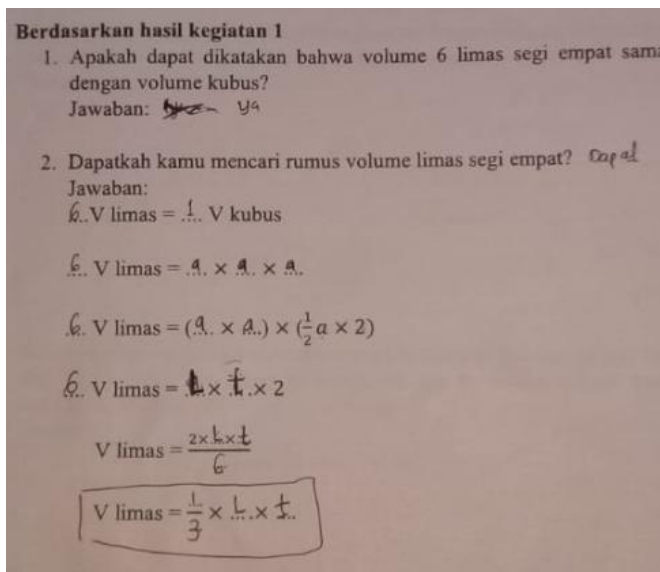 Berdasarkan hasil kegiatan 1
1. Apakah dapat dikatakan bahwa volume 6 limas segi empat sama
dengan volume kubus?
Jawaban: ya
2. Dapatkah kamu mencari rumus volume limas segi empat? Dapat
Jawaban:
6.. V limas = .1.. V kubus
6... V limas = .a. × .a. × a..
.6.. V limas = (.a.. × a..) × (1/2 a × 2)
6... V limas = L × t. × 2
V limas = 2×L×t/6
V limas = 1/3 × L.. × t..